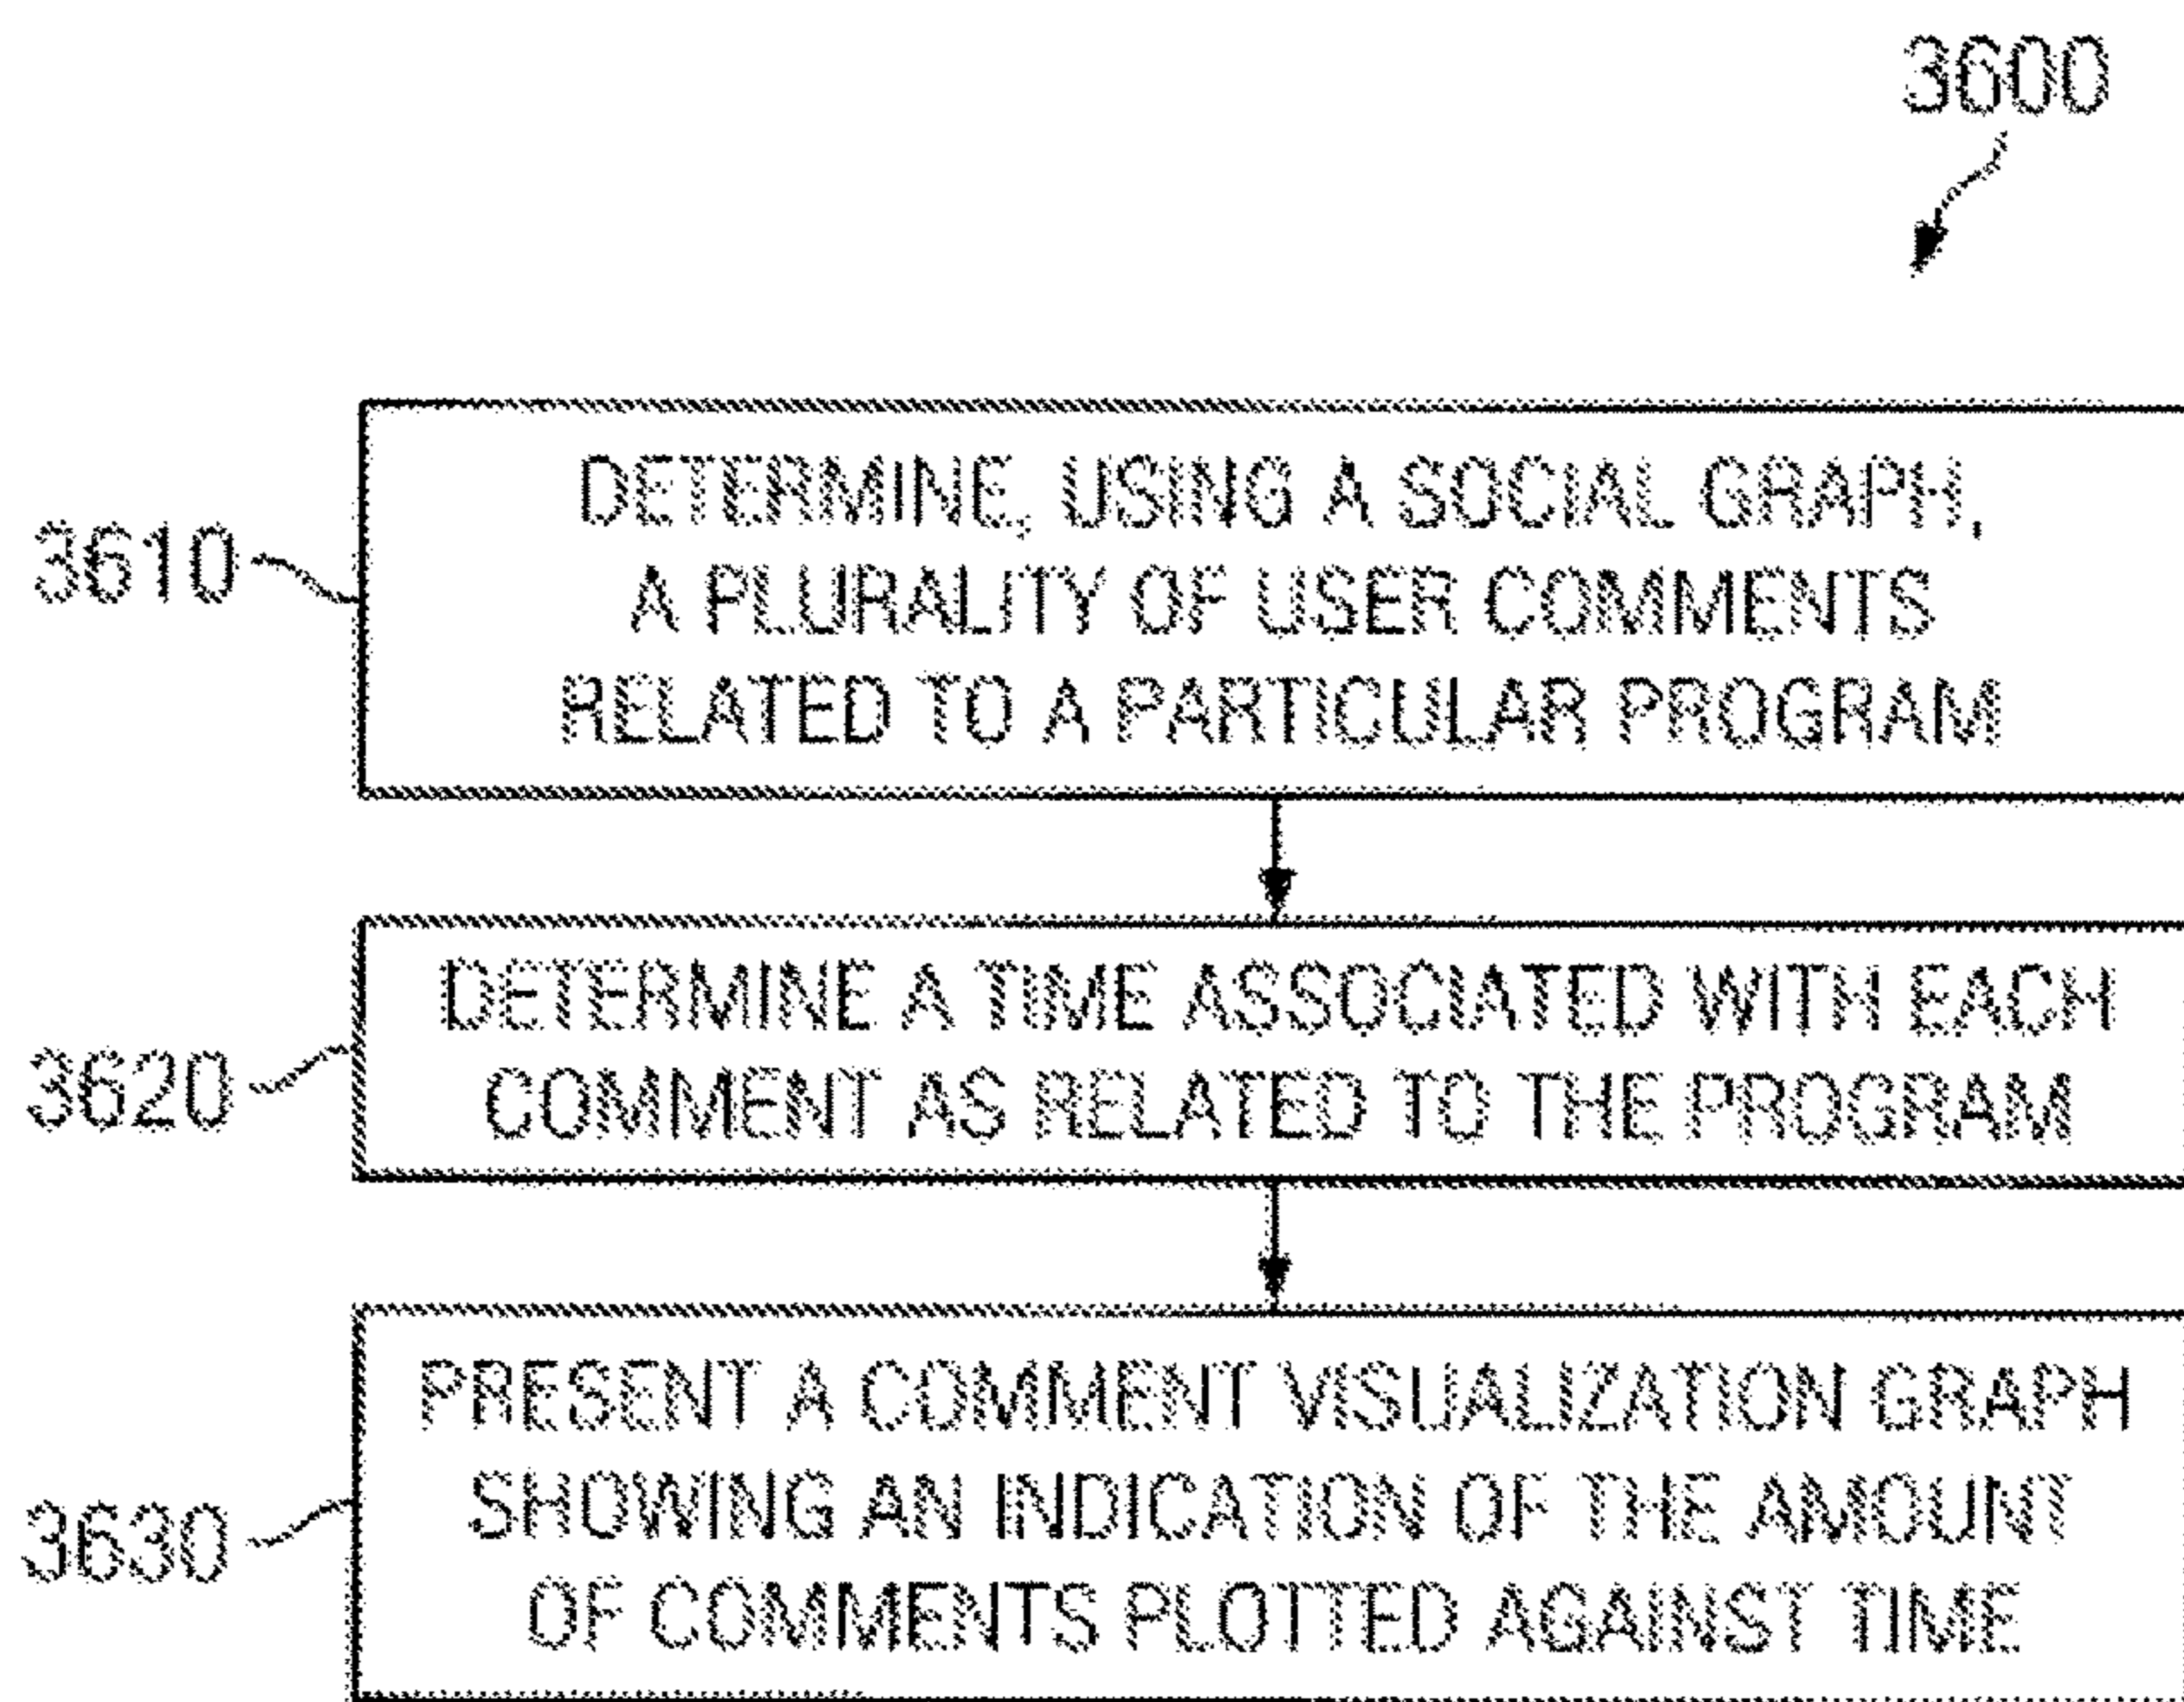 3600
3610
DETERMINE, USING A SOCIAL GRAPH,
A PLURALITY OF USER COMMENTS
RELATED TO A PARTICULAR PROGRAM
3620
DETERMINE A TIME ASSOCIATED WITH EACH
COMMENT AS RELATED TO THE PROGRAM
3630
PRESENT A COMMENT VISUALIZATION GRAPH
SHOWING AN INDICATION OF THE AMOUNT
OF COMMENTS PLOTTED AGAINST TIME